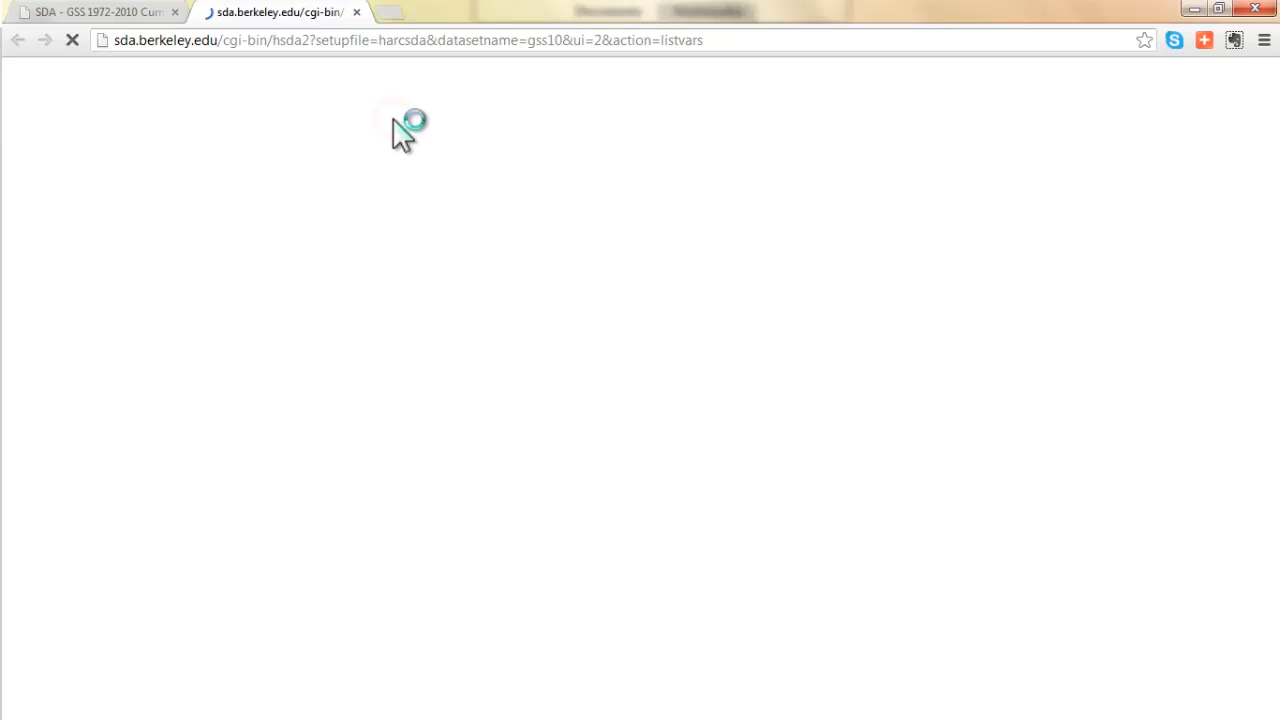 SDA - GSS 1972-2010 Cum
sda.berkeley.edu/cgi-bin/
sda.berkeley.edu/cgi-bin/hsda2?setupfile=harcsda&datasetname=gss10&ui=2&action=listvars